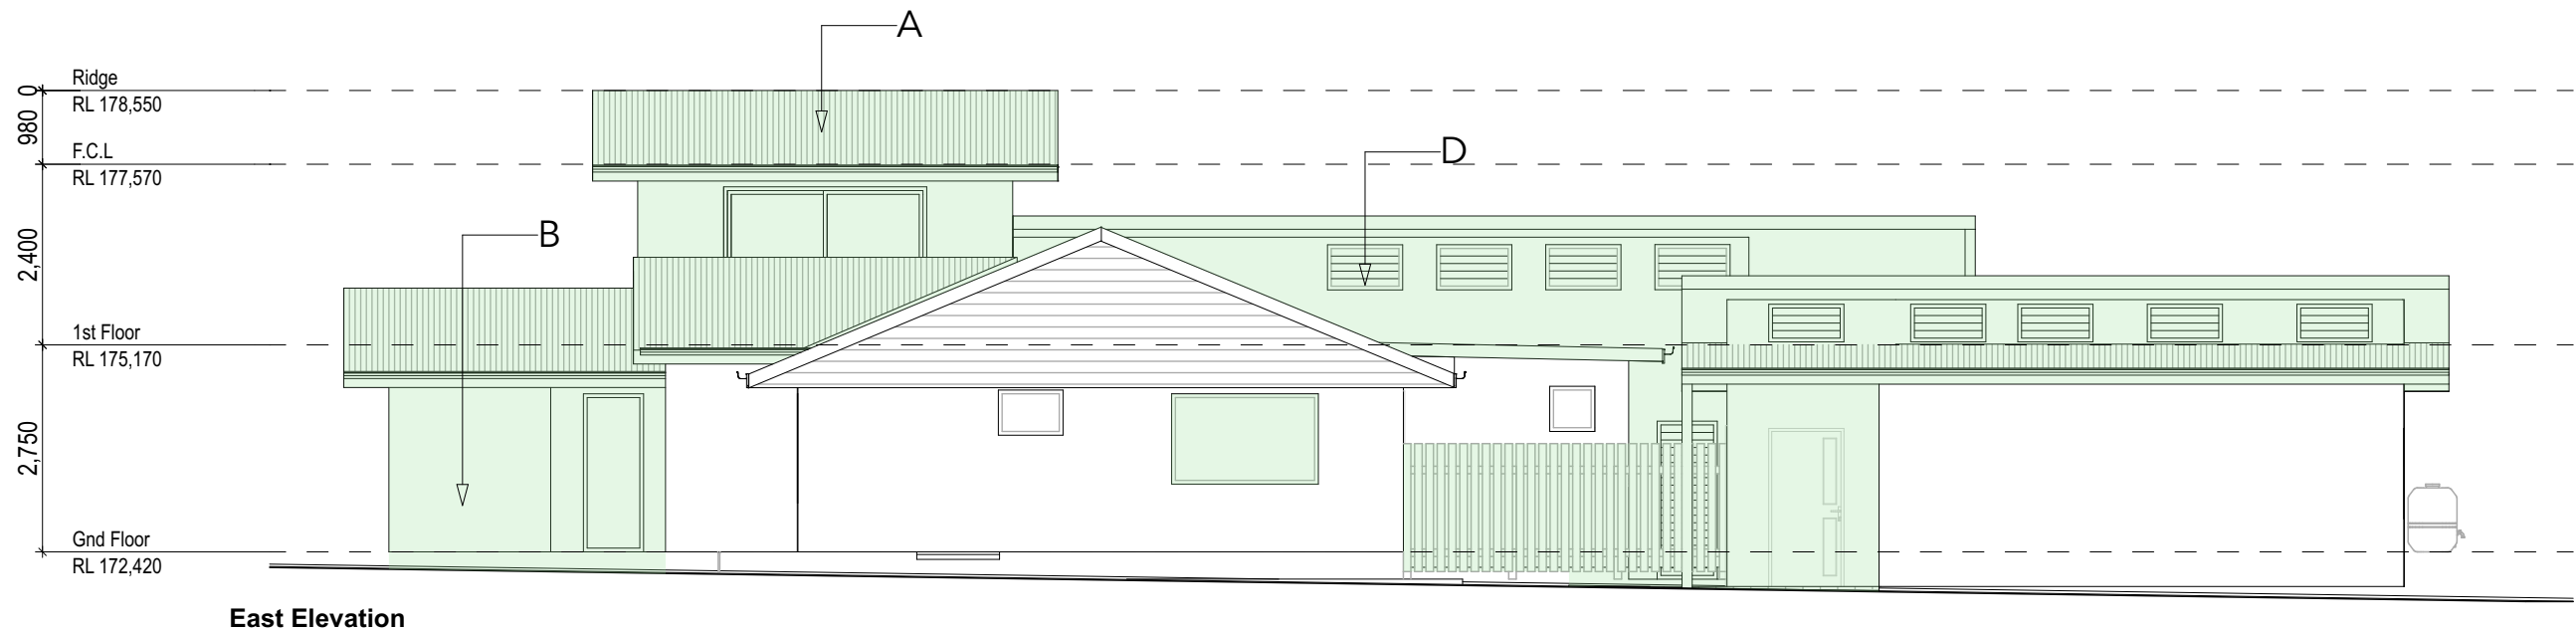 A
Ridge
RL 178,550
0
980
F.C.L
RL 177,570
D
B
2,400
1st Floor
RL 175,170
2,750
Gnd Floor
RL 172,420
East Elevation